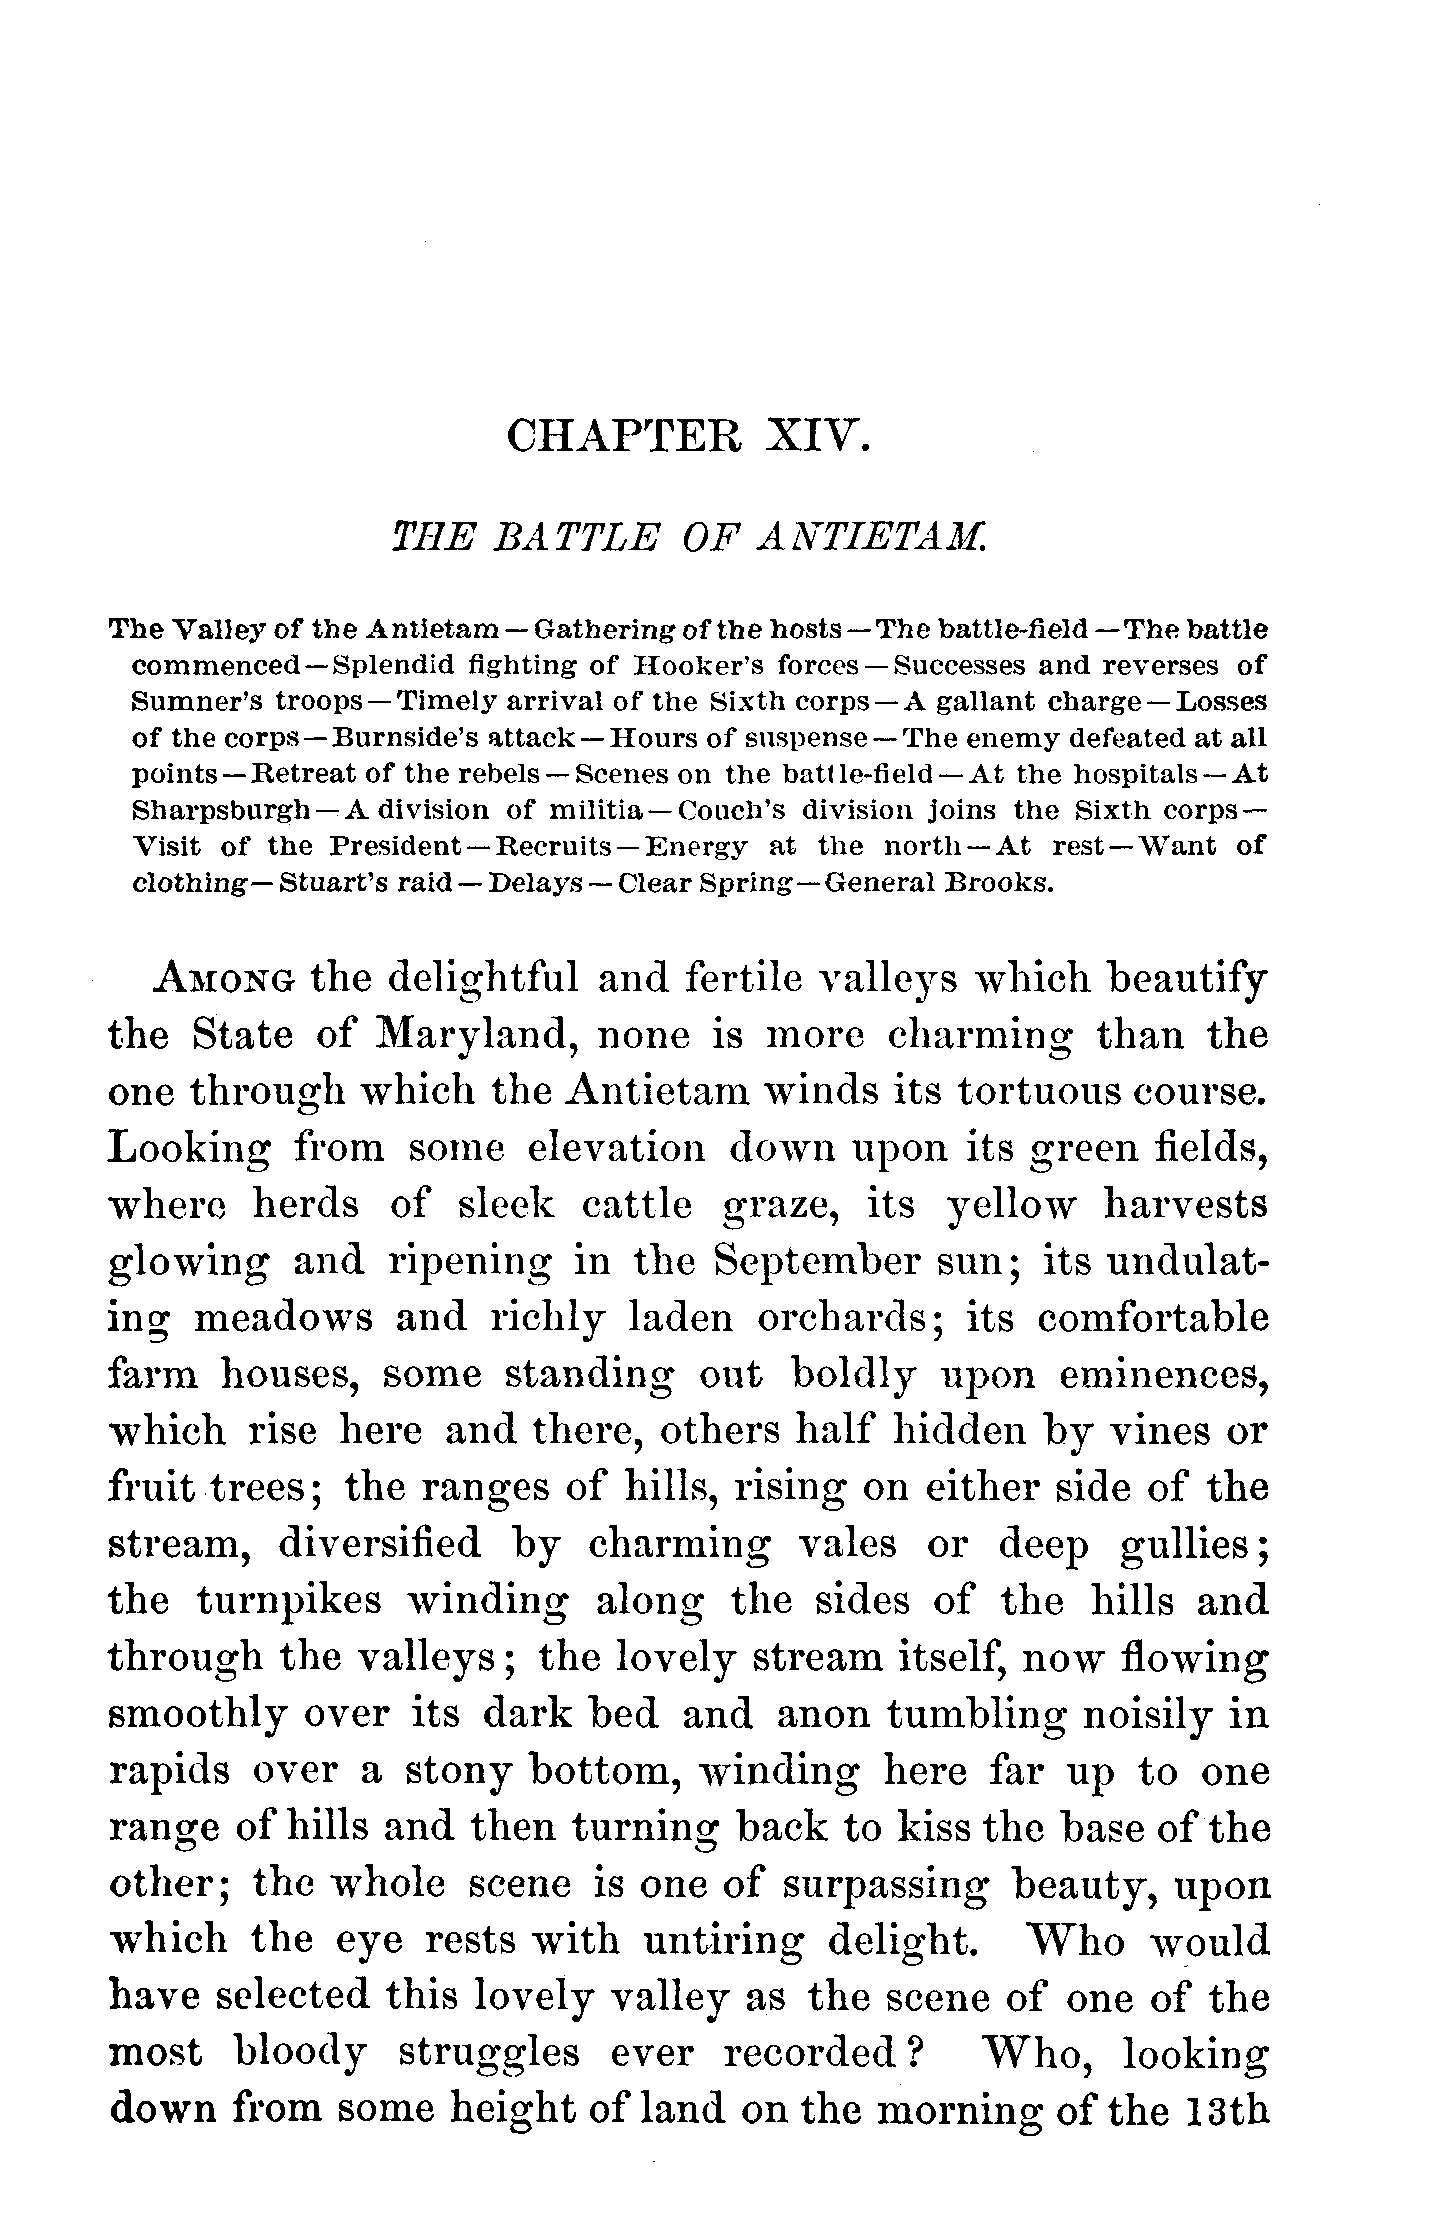 CHAPTER XIV.
THE BATTLE OF ANTIETAM.
The Valley of the Antietam—Gathering of the hosts—The battle-field—The battle
commenced—Splendid fighting of Hooker's forces—Successes and reverses of
Sumner's troops—Timely arrival of the Sixth corps—A gallant charge—Losses
of the corps—Burnside's attack—Hours of suspense—The enemy defeated at all
points—Retreat of the rebels—Scenes on the battle-field—At the hospitals—At
Sharpsburgh—A division of militia—Couch's division joins the Sixth corps—
Visit of the President—Recruits—Energy at the north—At rest—Want of
clothing—Stuart's raid—Delays—Clear Spring—General Brooks.
AMONG the delightful and fertile valleys which beautify
the State of Maryland, none is more charming than the
one through which the Antietam winds its tortuous course.
Looking from some elevation down upon its green fields,
where herds of sleek cattle graze, its yellow harvests
glowing and ripening in the September sun; its undulat-
ing meadows and richly laden orchards; its comfortable
farm houses, some standing out boldly upon eminences,
which rise here and there, others half hidden by vines or
fruit trees; the ranges of hills, rising on either side of the
stream, diversified by charming vales or deep gullies;
the turnpikes winding along the sides of the hills and
through the valleys; the lovely stream itself, now flowing
smoothly over its dark bed and anon tumbling noisily in
rapids over a stony bottom, winding here far up to one
range of hills and then turning back to kiss the base of the
other; the whole scene is one of surpassing beauty, upon
which the eye rests with untiring delight. Who would
have selected this lovely valley as the scene of one of the
most bloody struggles ever recorded? Who, looking
down from some height of land on the morning of the 13th